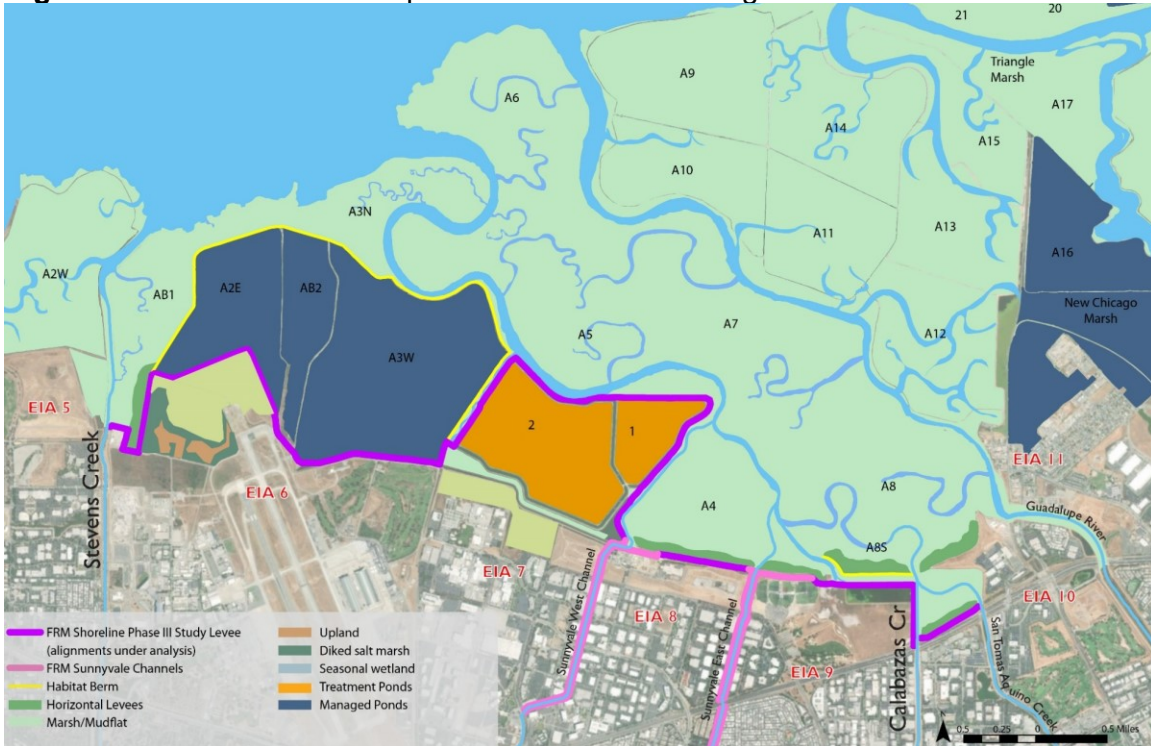 21
20
A9
Triangle
Marsh
A6
A17
A14
A15
A10
A3N
A13
A11
A16
A2W
AB1
A2E
AB2
New Chicago
Marsh
A7
A5
A12
A3W
EIA 5
2
1
EIA 11
Stevens Creek
EIA 6
A8
A4
Guadalupe River
A8S
EIA 7
Sunnyvale West Channel
EIA 8
Sunnyvale East Channel
EIA 10
EIA 9
Calabazas Cr
San Tomas Aquino Creek
FRM Shoreline Phase III Study Levee
(alignments under analysis)
FRM Sunnyvale Channels
Habitat Berm
Horizontal Levees
Marsh/Mudflat
Upland
Diked salt marsh
Seasonal wetland
Treatment Ponds
Managed Ponds
N
0.5 0.25 0 0.5 Miles